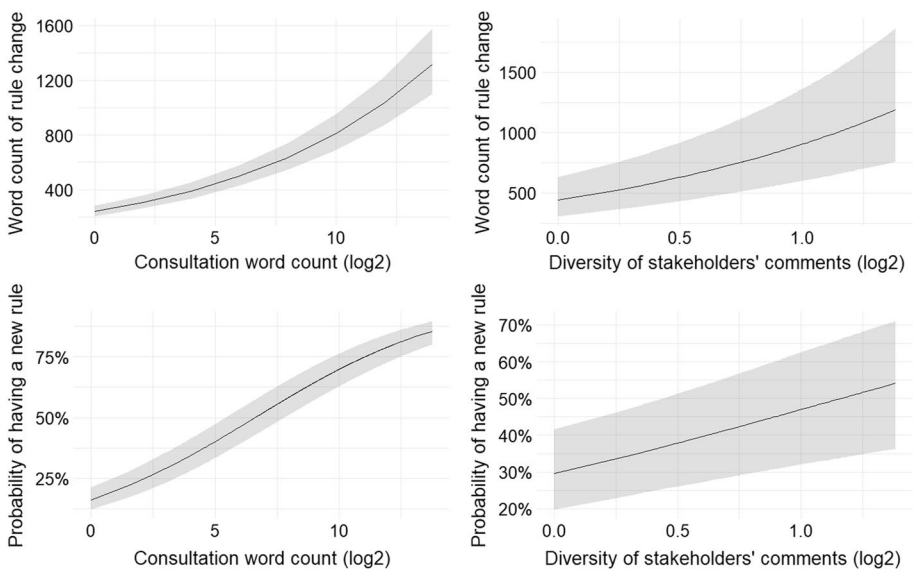 Word count of rule change
1600
1200
800
400
0 5 10
Consultation word count (log2)
Word count of rule change
1500
1000
500
0.0 0.5 1.0
Diversity of stakeholders' comments (log2)
Probability of having a new rule
75%
50%
25%
0 5 10
Consultation word count (log2)
Probability of having a new rule
70%
60%
50%
40%
30%
20%
0.0 0.5 1.0
Diversity of stakeholders' comments (log2)